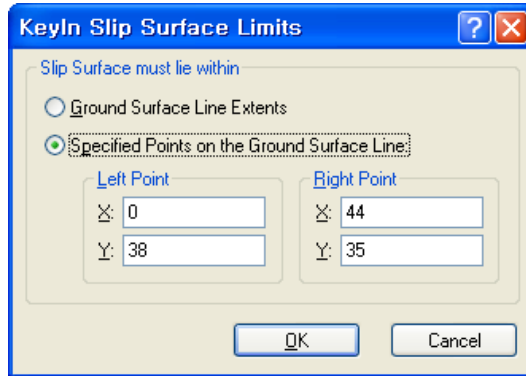 KeyIn Slip Surface Limits
Slip Surface must lie within
Ground Surface Line Extents
Specified Points on the Ground Surface Line:
Left Point
Right Point
X: 0
X: 44
Y: 38
Y: 35
OK
Cancel